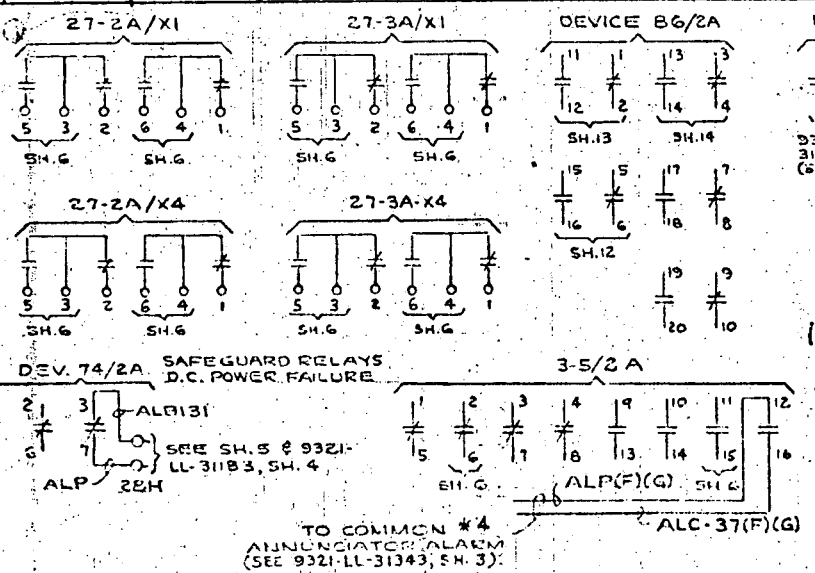 27-2A/X1
5 3 2 6 4 1
SH.6 SH.6
27-3A/X1
5 3 2 6 4 1
SH.6 SH.6
DEVICE 86/2A
11 1 13 3
12 2 14 4
SH.13 SH.14
15 5 17 7
16 6 18 8
SH.12
19 9
20 10
27-2A/X4
5 3 2 6 4 1
SH.6 SH.6
27-3A-X4
5 3 2 6 4 1
SH.6 SH.6
DEV. 74/2A
SAFEGUARD RELAYS
D.C. POWER FAILURE
2 3
6 7
ALB131
SEE SH.5 & 9321-
LL-31183, SH.4
ALP 28H
3-5/2A
1 2 3 4 9 10 11 12
5 6 7 8 13 14 15 16
SH.6 SH.6
ALP(F)(G)
ALC-37(F)(G)
TO COMMON *4
ANNUNCIATOR ALARM
(SEE 9321-LL-31343, SH. 3).